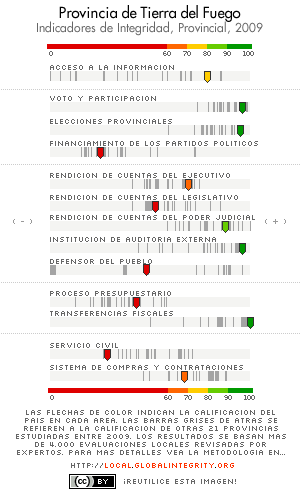 Provincia de Tierra del Fuego
Indicadores de Integridad, Provincial, 2009
0 60 70 80 90 100
ACCESO A LA INFORMACION
VOTO Y PARTICIPACION
ELECCIONES PROVINCIALES
FINANCIAMIENTO DE LOS PARTIDOS POLITICOS
RENDICION DE CUENTAS DEL EJECUTIVO
RENDICION DE CUENTAS DEL LEGISLATIVO
RENDICION DE CUENTAS DEL PODER JUDICIAL
(-) (+)
INSTITUCION DE AUDITORIA EXTERNA
DEFENSOR DEL PUEBLO
PROCESO PRESUPUESTARIO
TRANSFERENCIAS FISCALES
SERVICIO CIVIL
SISTEMA DE COMPRAS Y CONTRATACIONES
0 60 70 80 90 100
LAS FLECHAS DE COLOR INDICAN LA CALIFICACION DEL
PAIS EN CADA AREA. LAS BARRAS GRISES DE ATRAS SE
REFIEREN A LA CALIFICACION DE OTRAS 21 PROVINCIAS
ESTUDIADAS ENTRE 2009. LOS RESULTADOS SE BASAN MAS
DE 4.000 EVALUACIONES LOCALES REVISADAS POR
EXPERTOS. PARA MAS DETALLES VEA LA METODOLOGIA EN...
HTTP://LOCAL.GLOBALINTEGRITY.ORG
CC BY ¡REUTILICE ESTA IMAGEN!